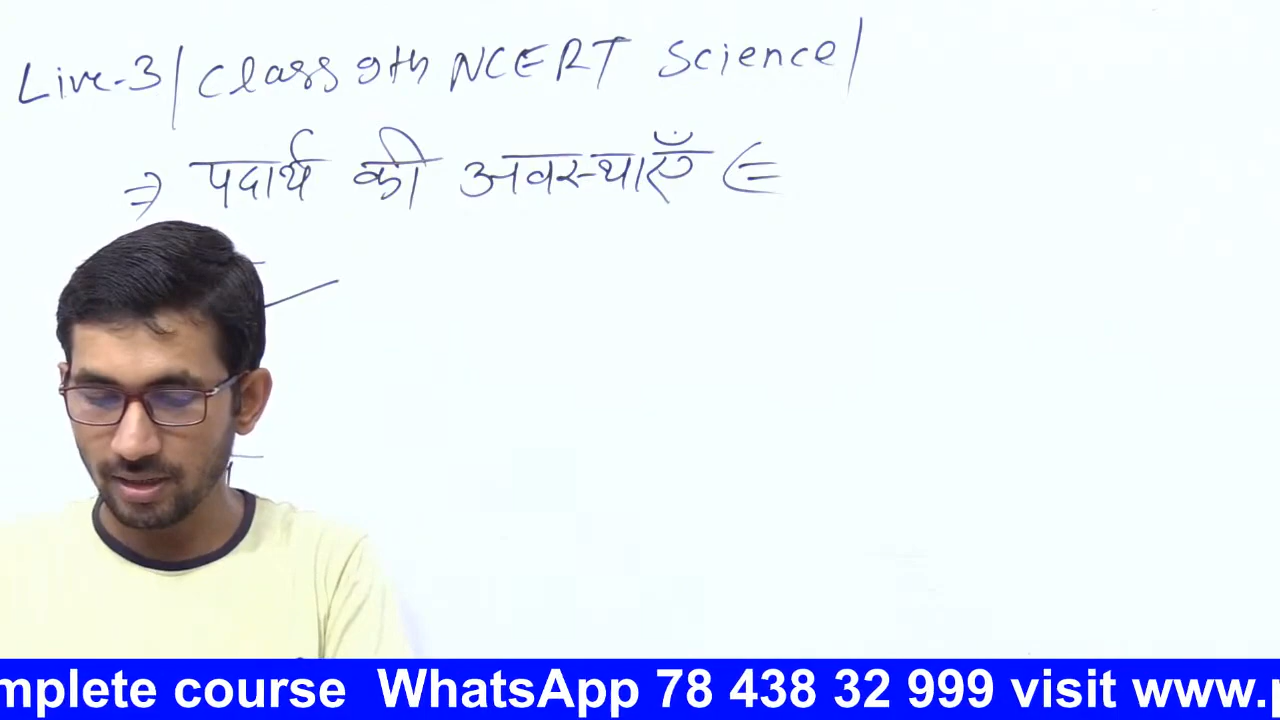 Live-3/ Class 9th NCERT Science/
⇒ पदार्थ की अवस्थाएँ ⇐
mplete course WhatsApp 78 438 32 999 visit www.